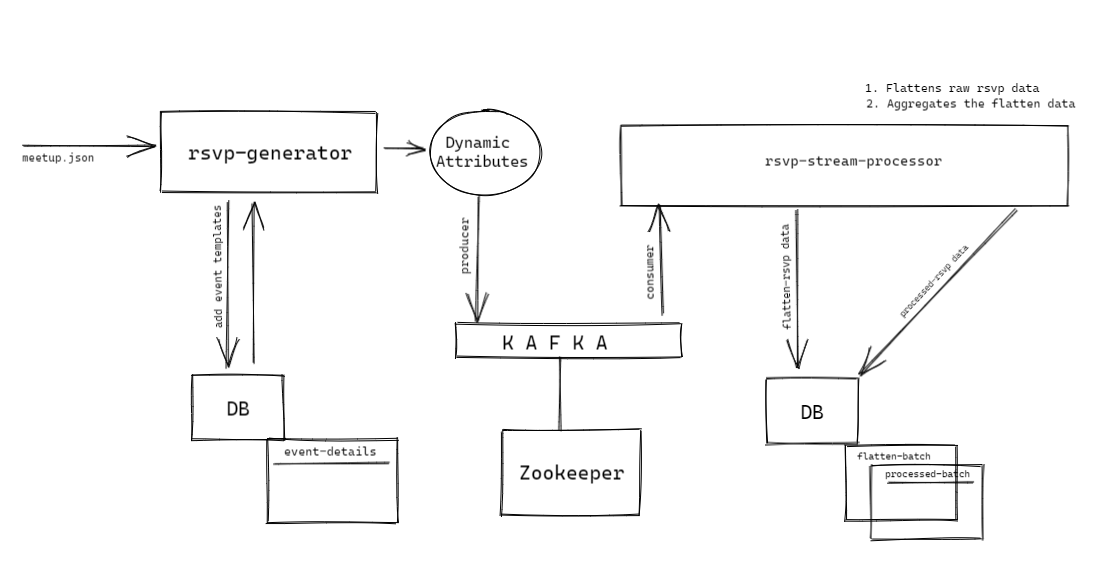 1. Flattens raw rsvp data
2. Aggregates the flatten data
meetup.json
rsvp-generator
Dynamic
Attributes
rsvp-stream-processor
add event templates
producer
consumer
flatten-rsvp data
processed-rsvp data
K A F K A
DB
event-details
Zookeeper
DB
flatten-batch
processed-batch